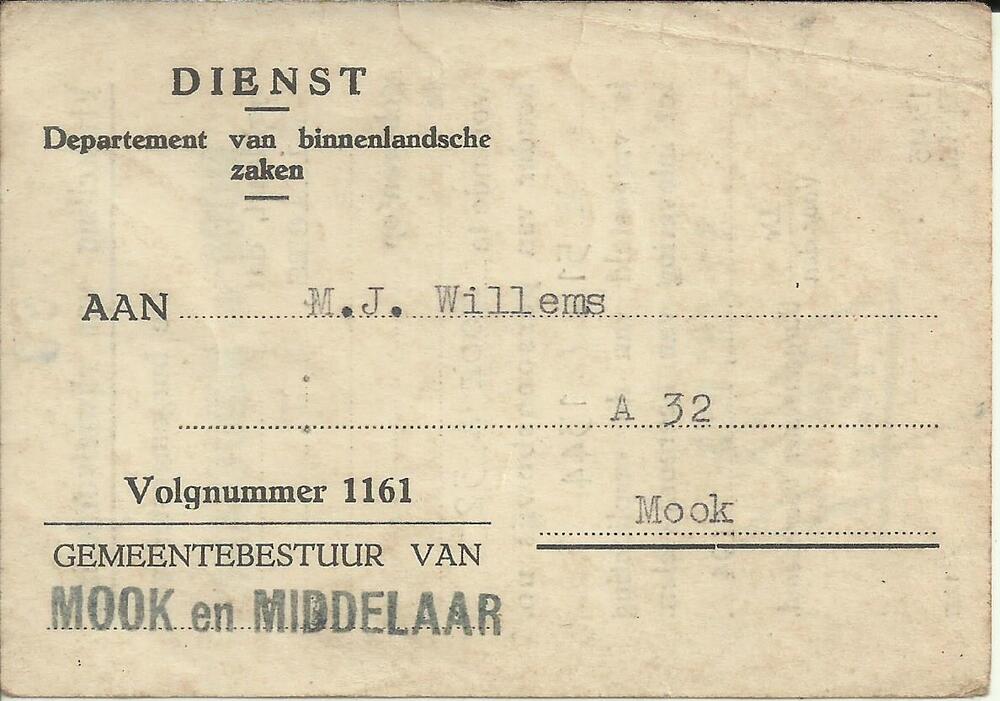 DIENST
Departement van binnenlandsche
zaken
AAN M.J. Willems
A 32
Volgnummer 1161
Mook
GEMEENTEBESTUUR VAN
MOOK en MIDDELAAR